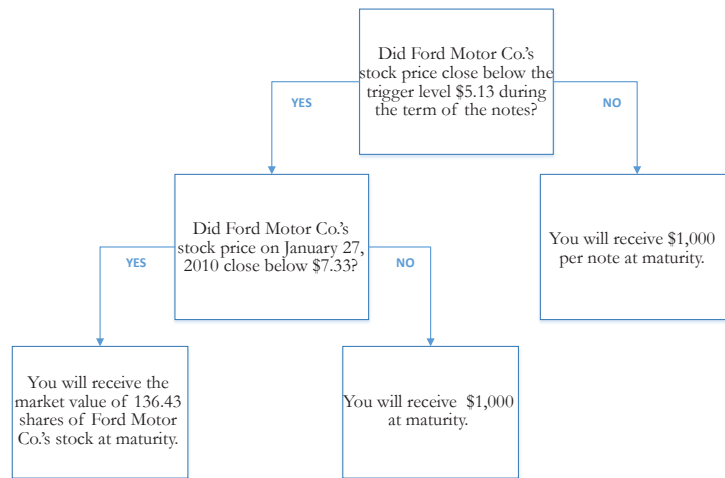 Did Ford Motor Co.'s
stock price close below the
trigger level $5.13 during
the term of the notes?
YES
NO
Did Ford Motor Co.'s
stock price on January 27,
2010 close below $7.33?
You will receive $1,000
per note at maturity.
YES
NO
You will receive the
market value of 136.43
shares of Ford Motor
Co.'s stock at maturity.
You will receive $1,000
at maturity.